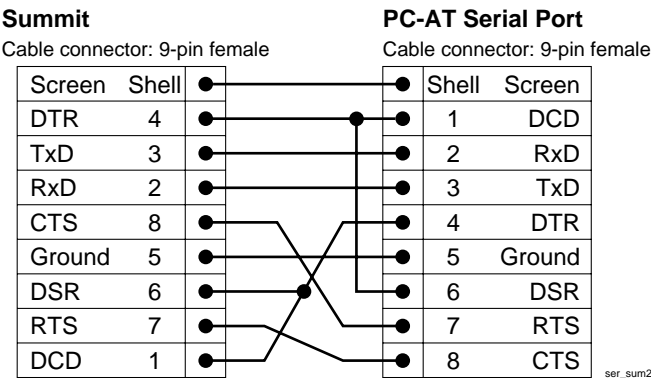 Summit PC-AT Serial Port
Cable connector: 9-pin female Cable connector: 9-pin female
Screen Shell Shell Screen
DTR 4 1 DCD
TxD 3 2 RxD
RxD 2 3 TxD
CTS 8 4 DTR
Ground 5 5 Ground
DSR 6 6 DSR
RTS 7 7 RTS
DCD 1 8 CTS
ser_sum2